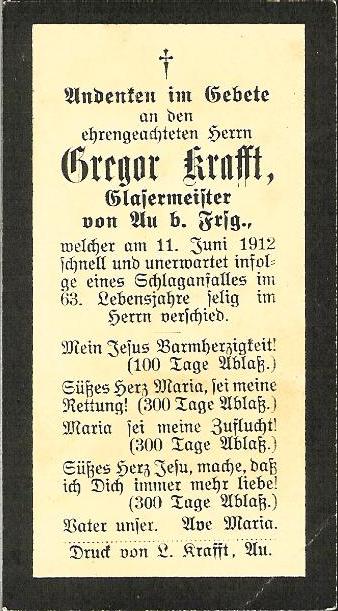 Andenken im Gebete
an den
ehrengeachteten Herrn
Gregor Krafft,
Glasermeister
von Au b. Frsg.,
welcher am 11. Juni 1912
schnell und unerwartet infol-
ge eines Schlaganfalles im
63. Lebensjahre selig im
Herrn verschied.
Mein Jesus Barmherzigkeit!
(100 Tage Ablaß.)
Süßes Herz Maria, sei meine
Rettung! (300 Tage Ablaß.)
Maria sei meine Zuflucht!
(300 Tage Ablaß.)
Süßes Herz Jesu, mache, daß
ich Dich immer mehr liebe!
(300 Tage Ablaß.)
Vater unser. Ave Maria.
Druck von L. Krafft, Au.